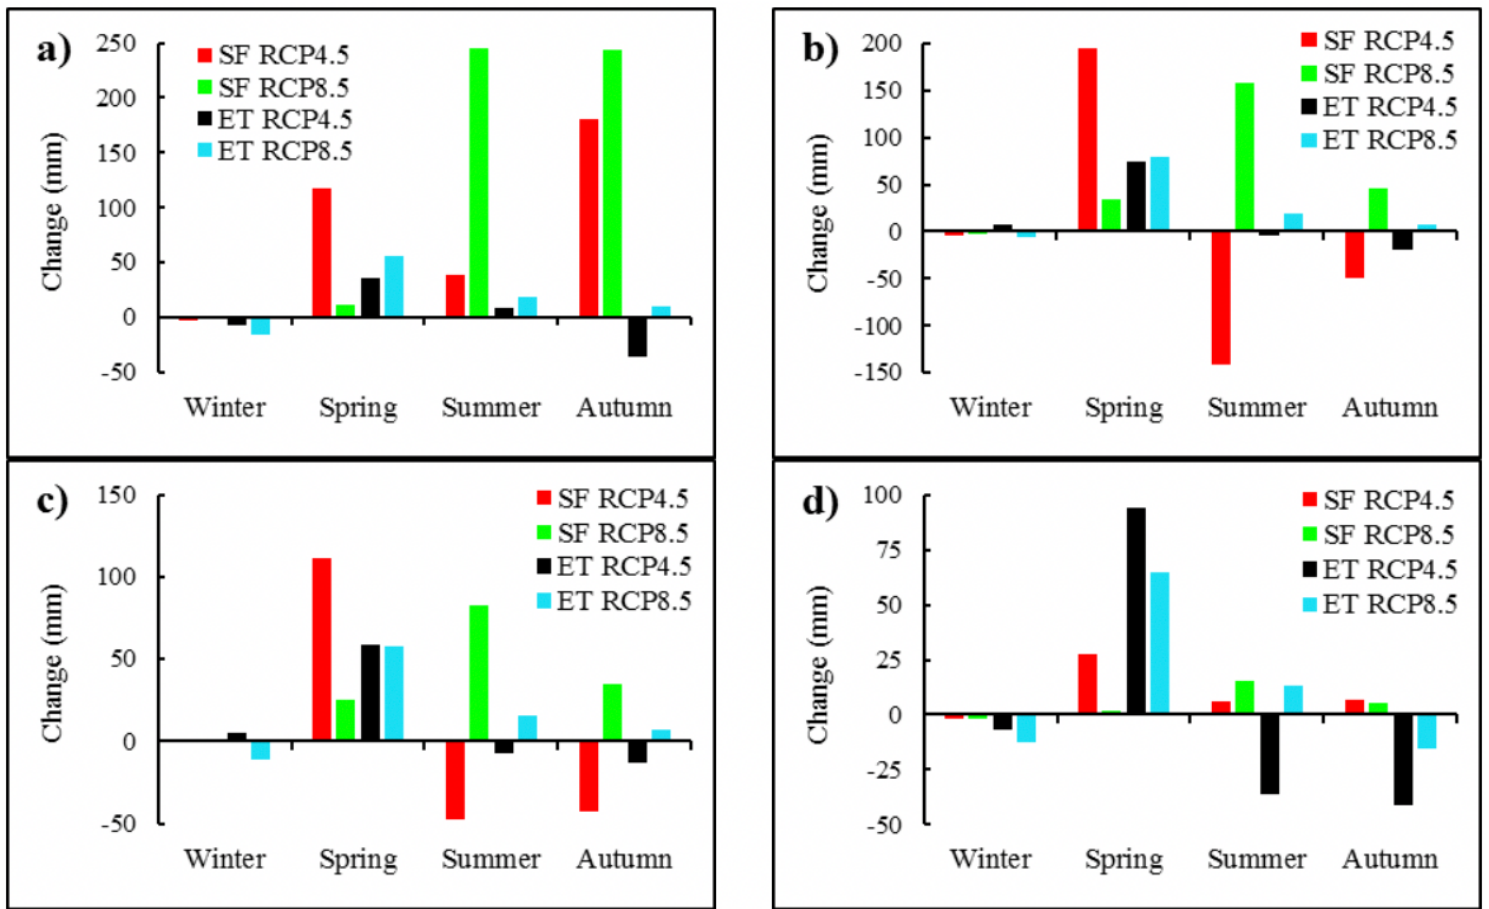 a)
SF RCP4.5
SF RCP8.5
ET RCP4.5
ET RCP8.5
Change (mm)
250
200
150
100
50
0
-50
Winter Spring Summer Autumn
b)
SF RCP4.5
SF RCP8.5
ET RCP4.5
ET RCP8.5
Change (mm)
200
150
100
50
0
-50
-100
-150
Winter Spring Summer Autumn
c)
SF RCP4.5
SF RCP8.5
ET RCP4.5
ET RCP8.5
Change (mm)
150
100
50
0
-50
Winter Spring Summer Autumn
d)
SF RCP4.5
SF RCP8.5
ET RCP4.5
ET RCP8.5
Change (mm)
100
75
50
25
0
-25
-50
Winter Spring Summer Autumn